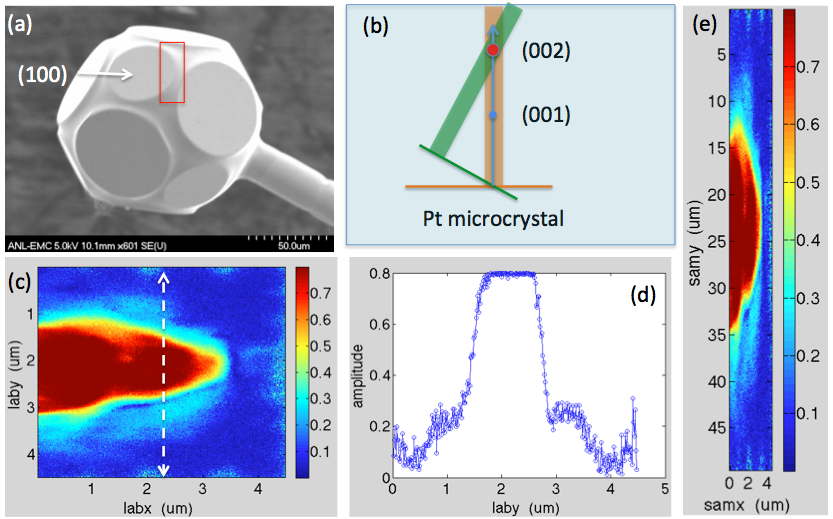 (a)
(100)
ANL-EMC 5.0kV 10.1mm x601 SE(U)
50.0um
(b)
(002)
(001)
Pt microcrystal
(c)
laby (um)
1
2
3
4
1 2 3 4
labx (um)
0.7
0.6
0.5
0.4
0.3
0.2
0.1
(d)
amplitude
0.8
0.6
0.4
0.2
0
0 1 2 3 4 5
laby (um)
(e)
samy (um)
5
10
15
20
25
30
35
40
45
0 2 4
samx (um)
0.7
0.6
0.5
0.4
0.3
0.2
0.1